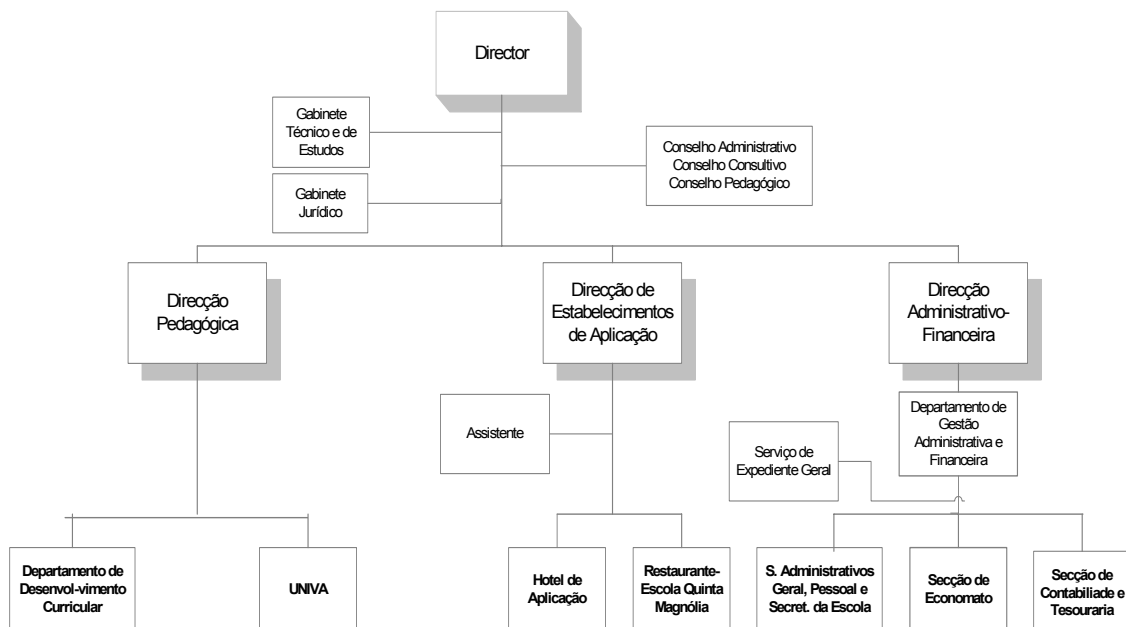 Director
Gabinete
Técnico e de
Estudos
Conselho Administrativo
Conselho Consultivo
Conselho Pedagógico
Gabinete
Jurídico
Direcção
Pedagógica
Direcção de
Estabelecimentos
de Aplicação
Direcção
Administrativo-
Financeira
Assistente
Departamento de
Gestão
Administrativa e
Financeira
Serviço de
Expediente Geral
Departamento de
Desenvol-vimento
Curricular
UNIVA
Hotel de
Aplicação
Restaurante-
Escola Quinta
Magnólia
S. Administrativos
Geral, Pessoal e
Secret. da Escola
Secção de
Economato
Secção de
Contabiliade e
Tesouraria